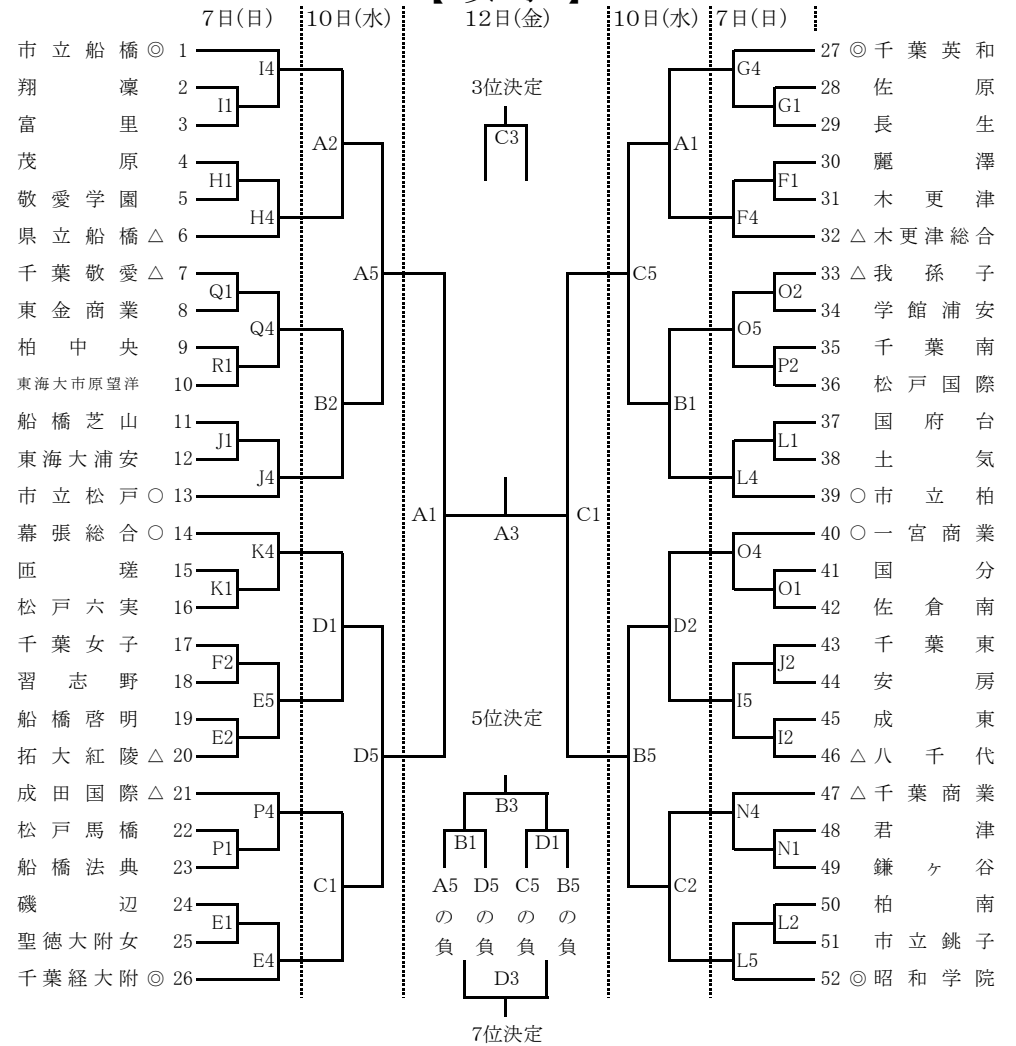 7日(日) 10日(水) 12日(金) 10日(水) 7日(日)
市立船橋 ◎ 1
翔凜 2
富里 3
茂原 4
敬愛学園 5
県立船橋 △ 6
千葉敬愛 △ 7
東金商業 8
柏中央 9
東海大市原望洋 10
船橋芝山 11
東海大浦安 12
市立松戸 ○ 13
幕張総合 ○ 14
匝瑳 15
松戸六実 16
千葉女子 17
習志野 18
船橋啓明 19
拓大紅陵 △ 20
成田国際 △ 21
松戸馬橋 22
船橋法典 23
磯辺 24
聖徳大附女 25
千葉経大附 ◎ 26
I4
I1
H1
H4
Q1
Q4
R1
J1
J4
K4
K1
F2
E5
E2
P4
P1
E1
E4
A2
B2
D1
C1
A5
D5
A1
3位決定
C3
A3
5位決定
B3
B1 D1
A5 D5 C5 B5
の の の の
負 負 負 負
D3
7位決定
C1
C5
B5
A1
B1
D2
C2
G4
G1
F1
F4
O2
O5
P2
L1
L4
O4
O1
J2
I5
I2
N4
N1
L2
L5
27 ◎ 千葉英和
28 佐原
29 長生
30 麗澤
31 木更津
32 △ 木更津総合
33 △ 我孫子
34 学館浦安
35 千葉南
36 松戸国際
37 国府台
38 土気
39 ○ 市立柏
40 ○ 一宮商業
41 国分
42 佐倉南
43 千葉東
44 安房
45 成東
46 △ 八千代
47 △ 千葉商業
48 君津
49 鎌ヶ谷
50 柏南
51 市立銚子
52 ◎ 昭和学院